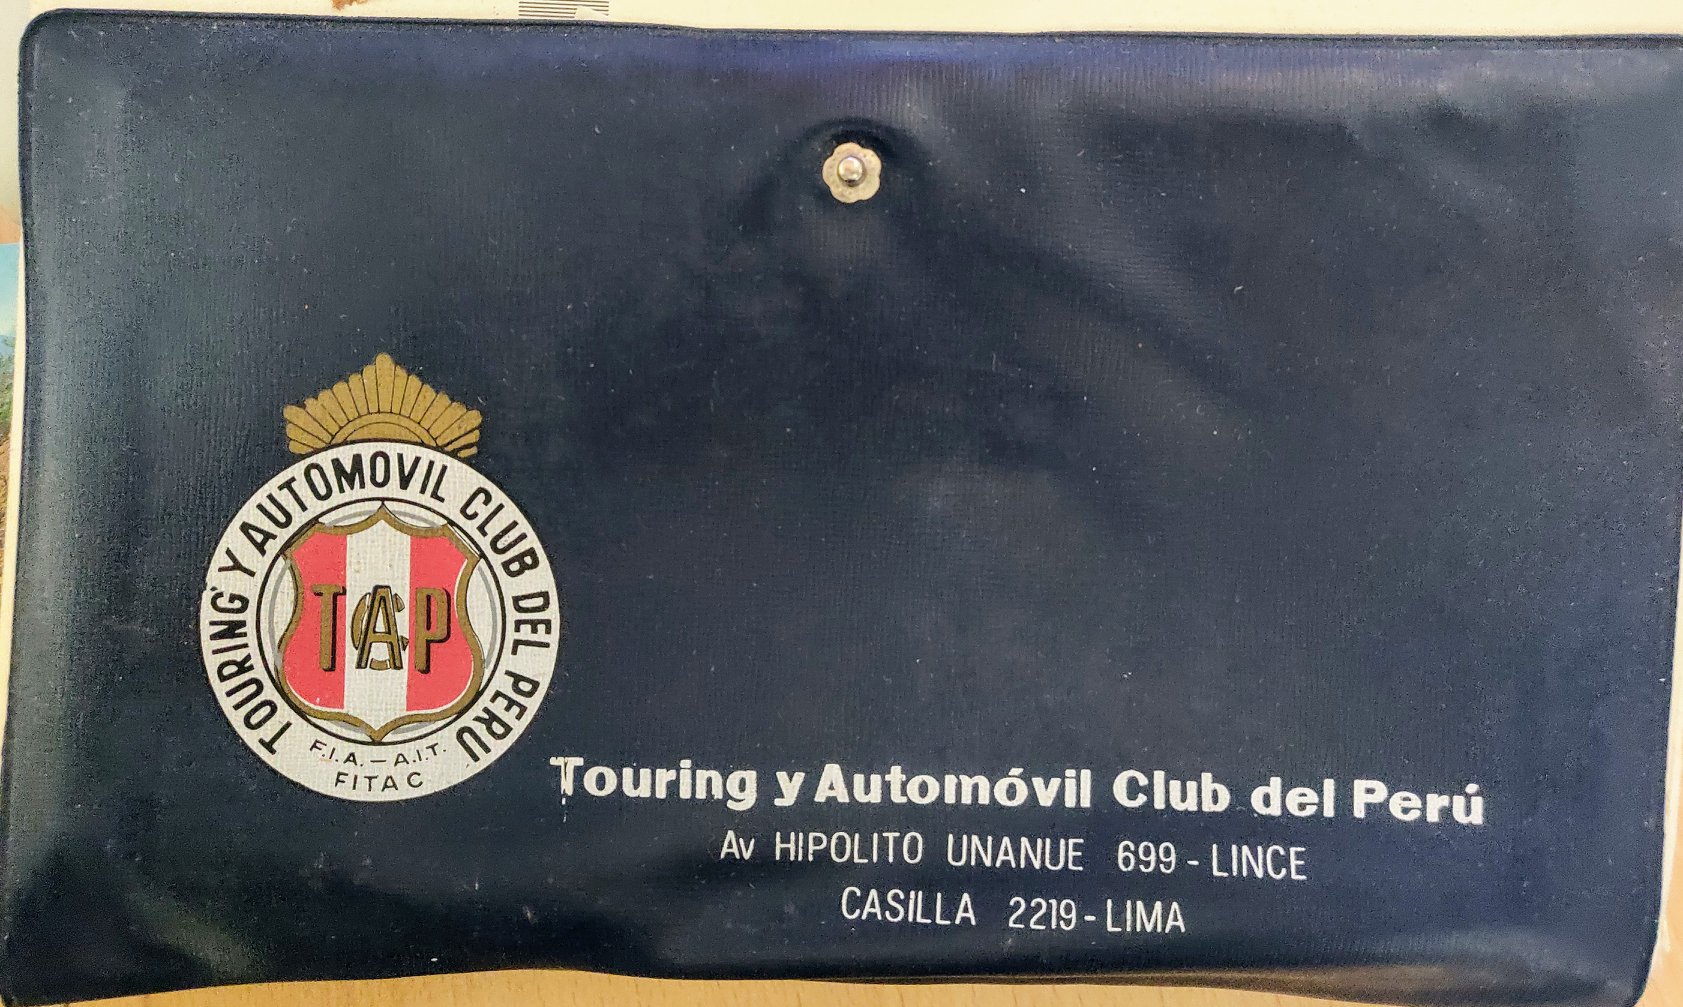 TOURING Y AUTOMOVIL CLUB DEL PERU
TACP
F.I.A. - A.I.T.
FITAC
Touring y Automóvil Club del Perú
Av HIPOLITO UNANUE 699 - LINCE
CASILLA 2219 - LIMA